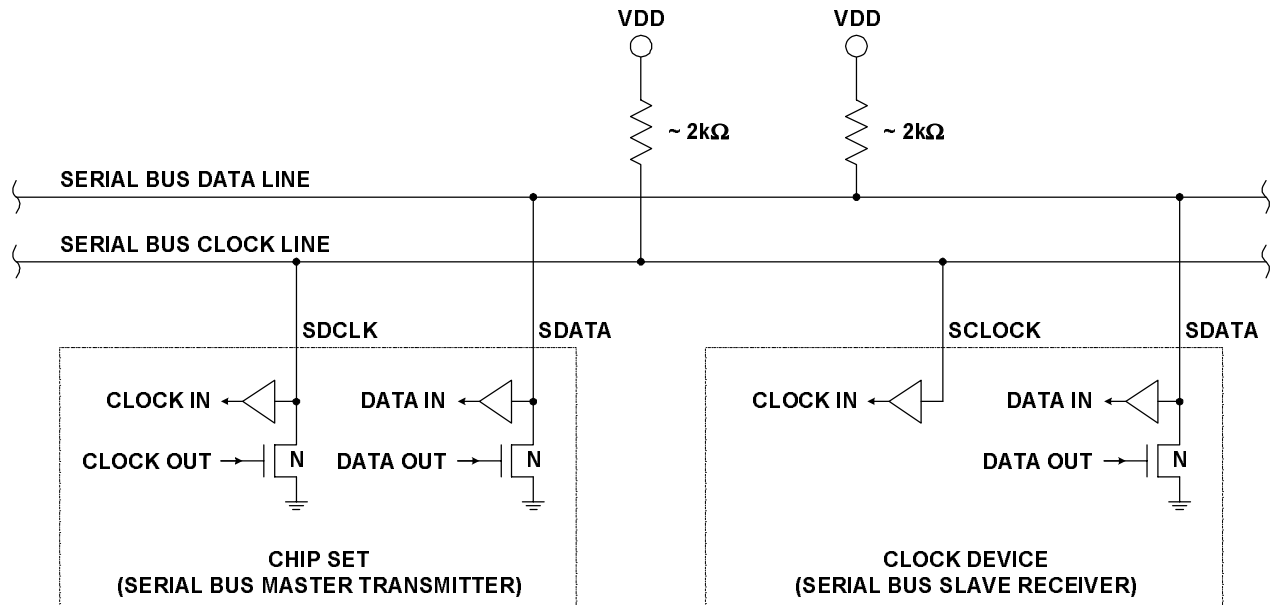 VDD VDD
~ 2kΩ ~ 2kΩ
SERIAL BUS DATA LINE
SERIAL BUS CLOCK LINE
SDCLK SDATA SCLOCK SDATA
CLOCK IN DATA IN CLOCK IN DATA IN
CLOCK OUT N DATA OUT N DATA OUT N
CHIP SET
(SERIAL BUS MASTER TRANSMITTER)
CLOCK DEVICE
(SERIAL BUS SLAVE RECEIVER)